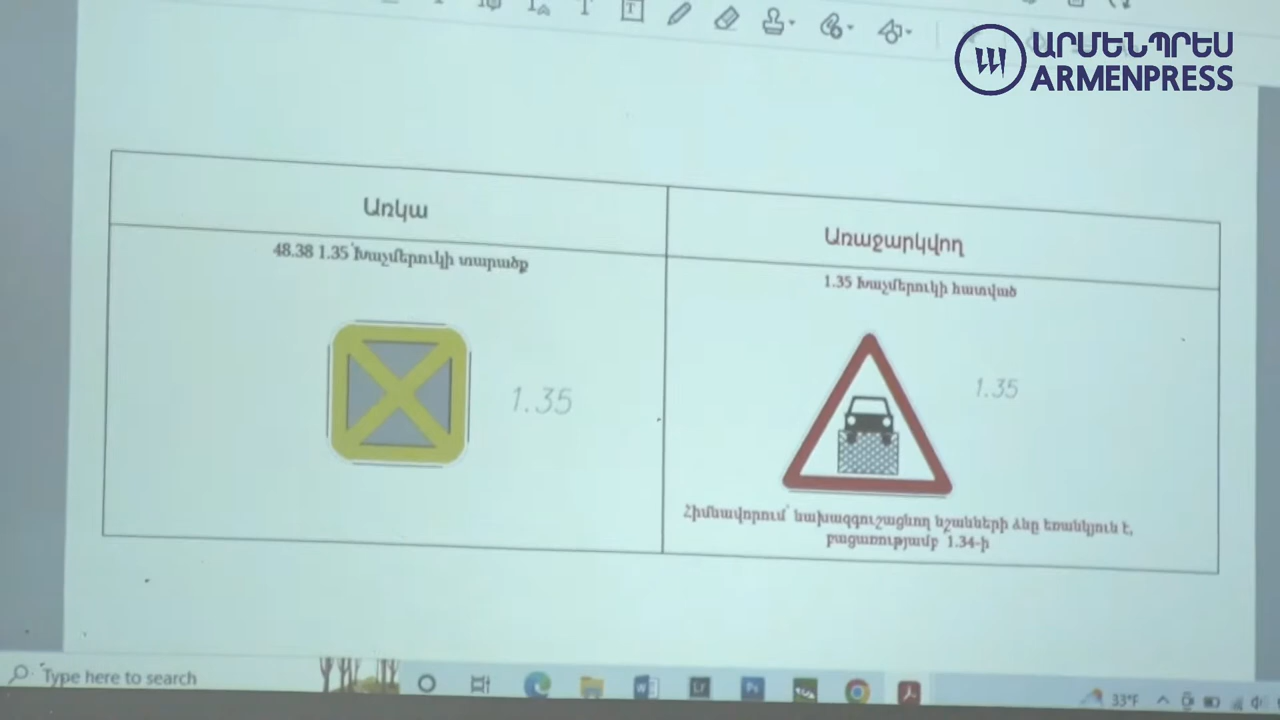 ԱՐՄԵՆՊՐԵՍ
ARMENPRESS
Առկա
Առաջարկվող
48.38 1.35 Խաչմերուկի տարածք
1.35 Խաչմերուկի հատված
1.35
1.35
Հիմնավորում՝ նախազգուշացնող նշանների ձևը եռանկյուն է,
բացառությամբ 1.34-ի
Type here to search
33°F